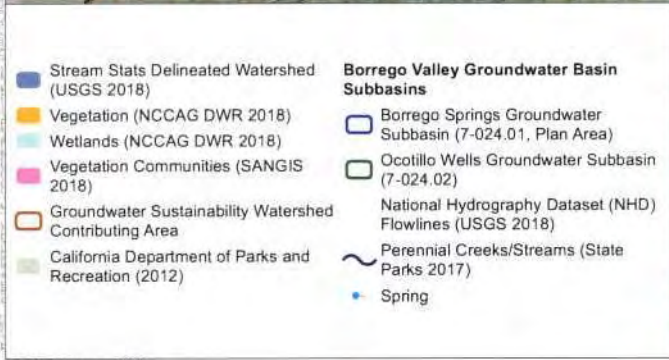 Stream Stats Delineated Watershed
(USGS 2018)
Vegetation (NCCAG DWR 2018)
Wetlands (NCCAG DWR 2018)
Vegetation Communities (SANGIS
2018)
Groundwater Sustainability Watershed
Contributing Area
California Department of Parks and
Recreation (2012)
Borrego Valley Groundwater Basin
Subbasins
Borrego Springs Groundwater
Subbasin (7-024.01, Plan Area)
Ocotillo Wells Groundwater Subbasin
(7-024.02)
National Hydrography Dataset (NHD)
Flowlines (USGS 2018)
Perennial Creeks/Streams (State
Parks 2017)
Spring